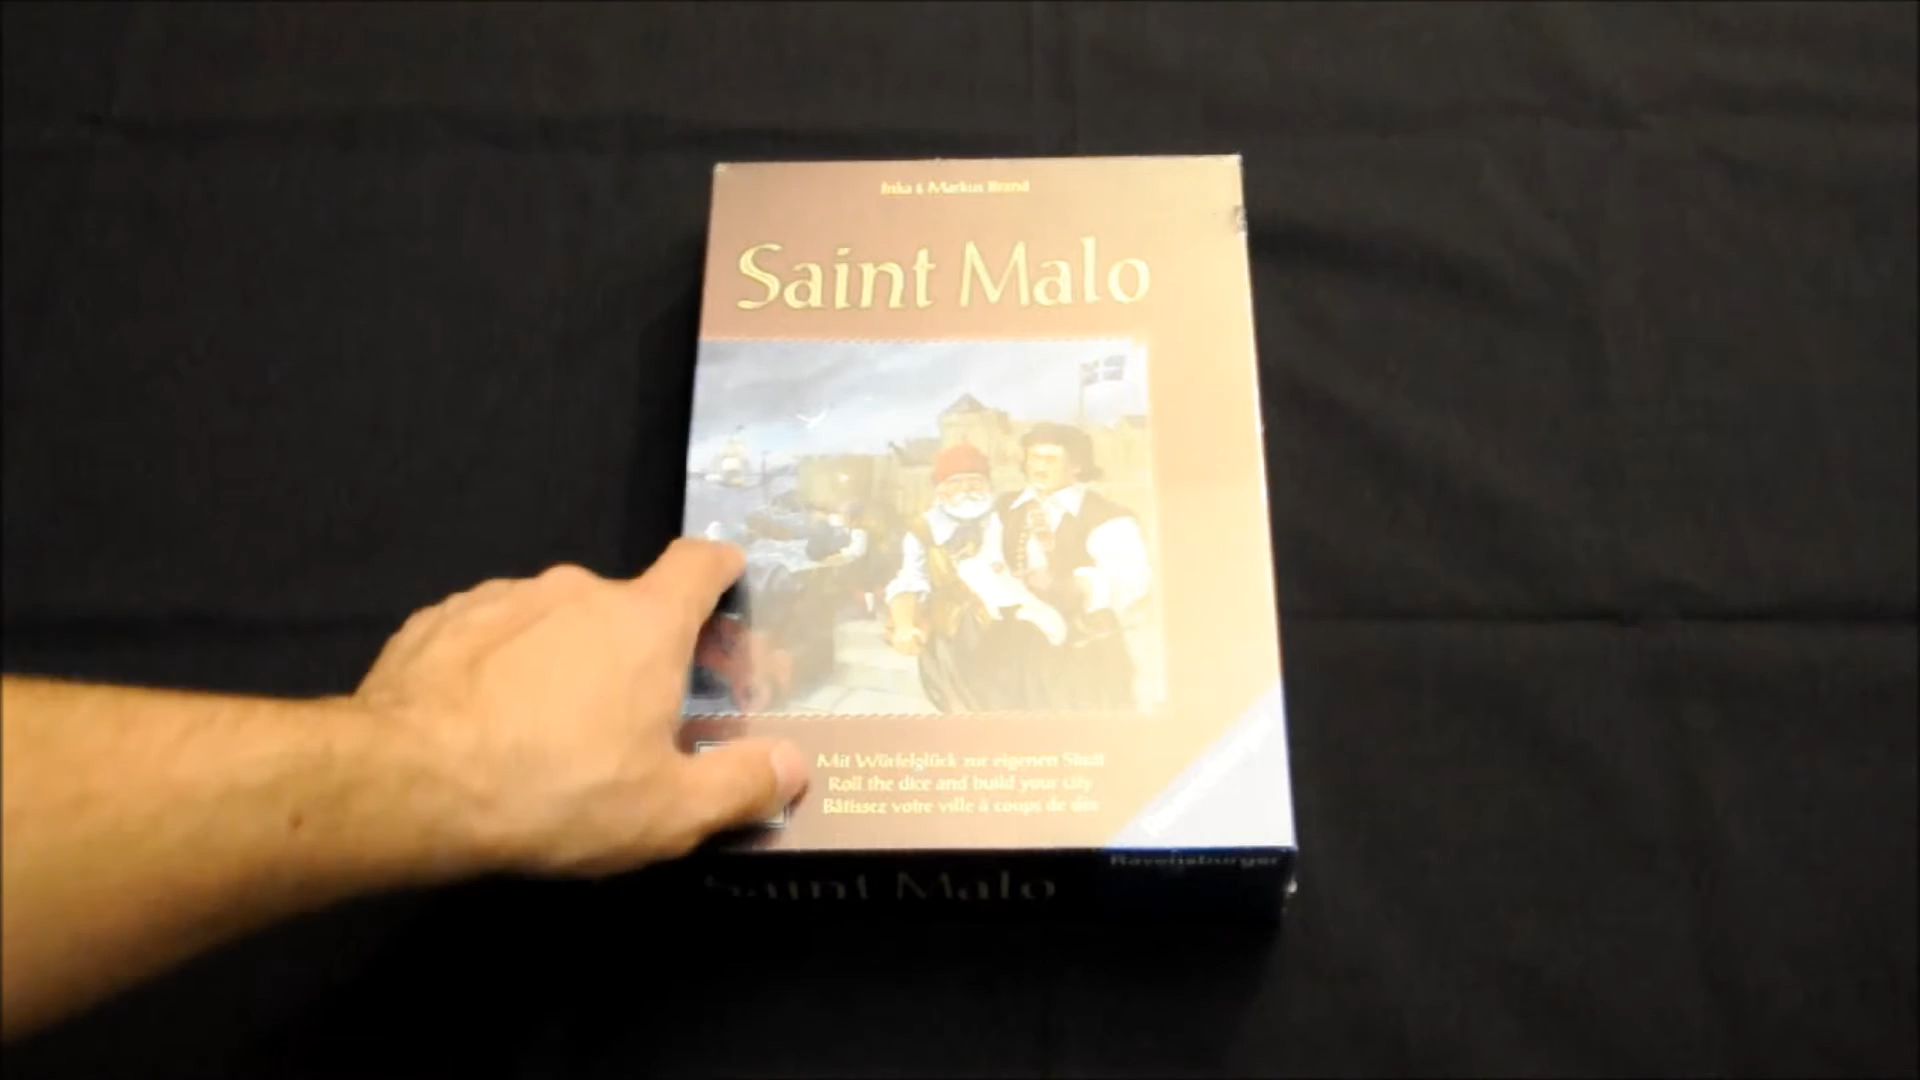 Inka & Markus Brand
Saint Malo
Mit Würfelglück zur eigenen Stadt
Roll the dice and build your city
Bâtissez votre ville à coups de dés
Ravensburger
Ravensburger
Saint Malo